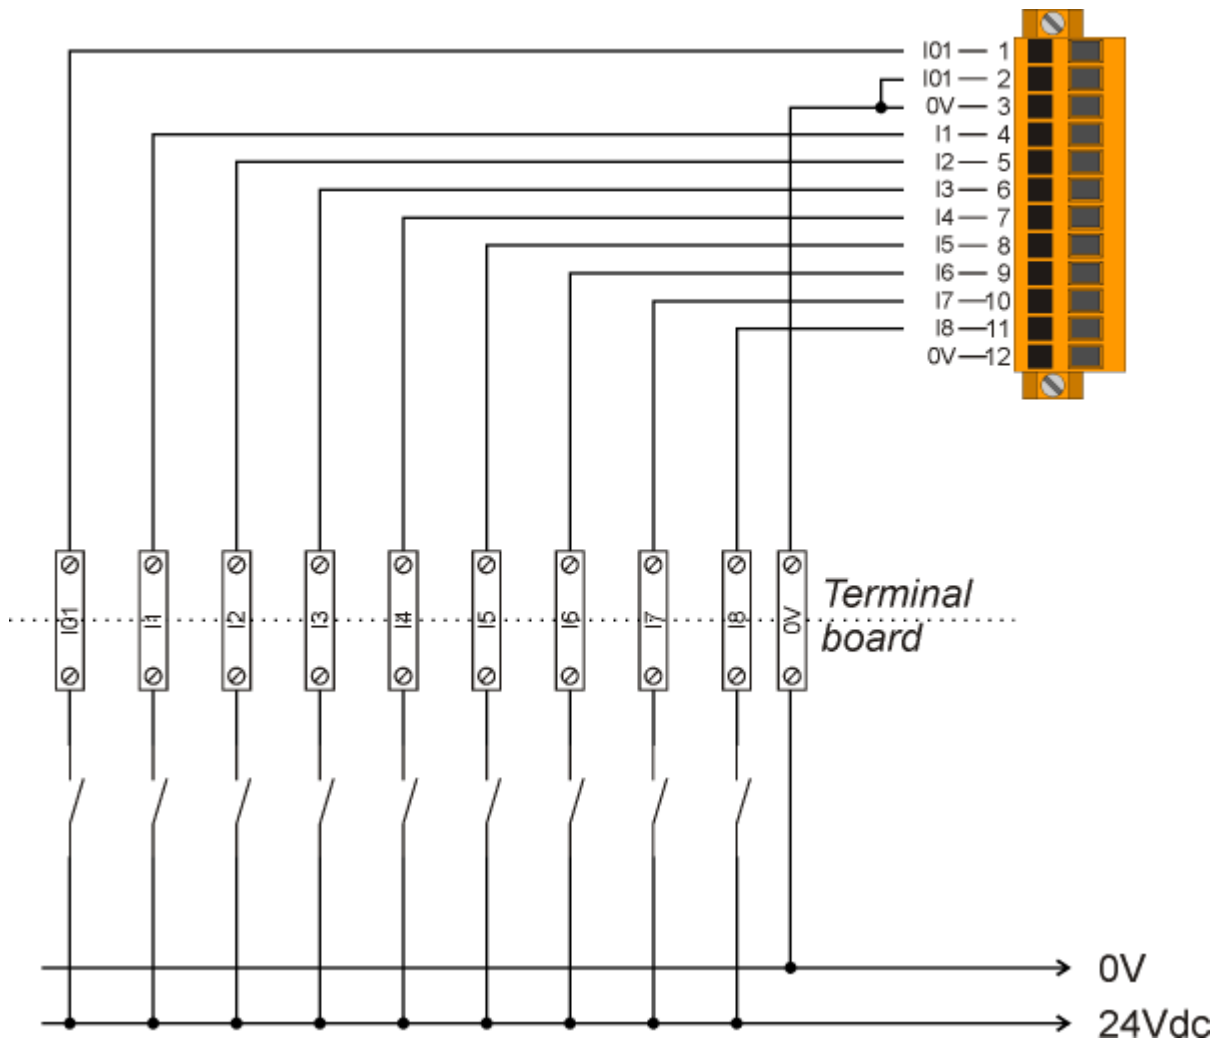 I01 — 1
I01 — 2
0V — 3
I1 — 4
I2 — 5
I3 — 6
I4 — 7
I5 — 8
I6 — 9
I7 — 10
I8 — 11
0V — 12
I01
I1
I2
I3
I4
I5
I6
I7
I8
0V
Terminal
board
0V
24Vdc